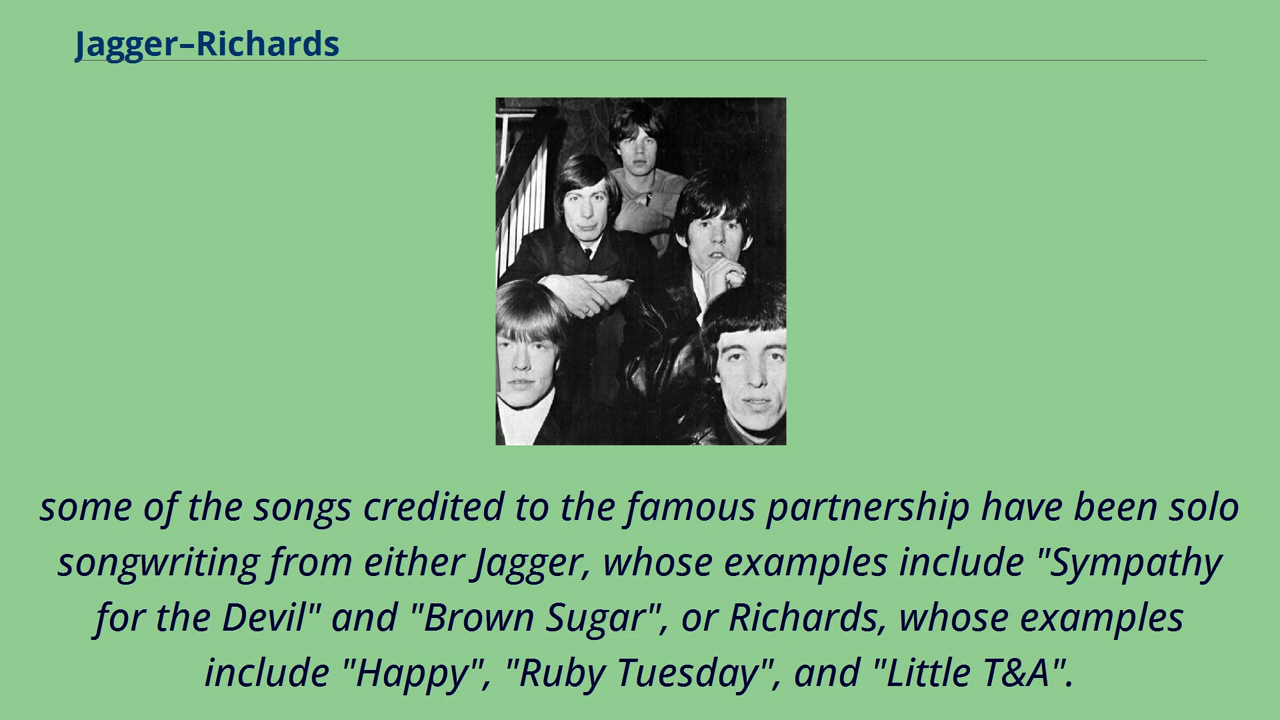 Jagger–Richards
some of the songs credited to the famous partnership have been solo
songwriting from either Jagger, whose examples include "Sympathy
for the Devil" and "Brown Sugar", or Richards, whose examples
include "Happy", "Ruby Tuesday", and "Little T&A".